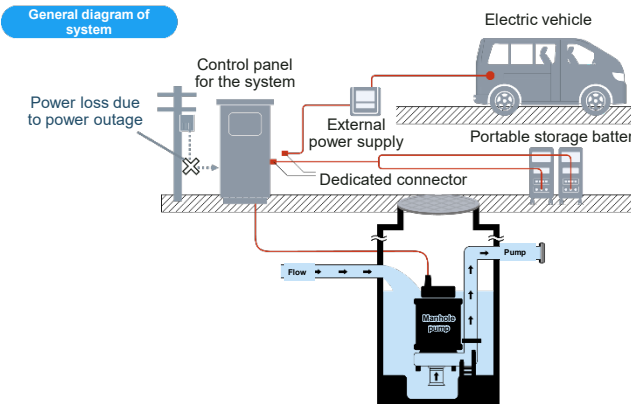 General diagram of
system
Electric vehicle
Control panel
for the system
Power loss due
to power outage
External
power supply
Portable storage batter
Dedicated connector
Flow
Pump
Manhole
pump